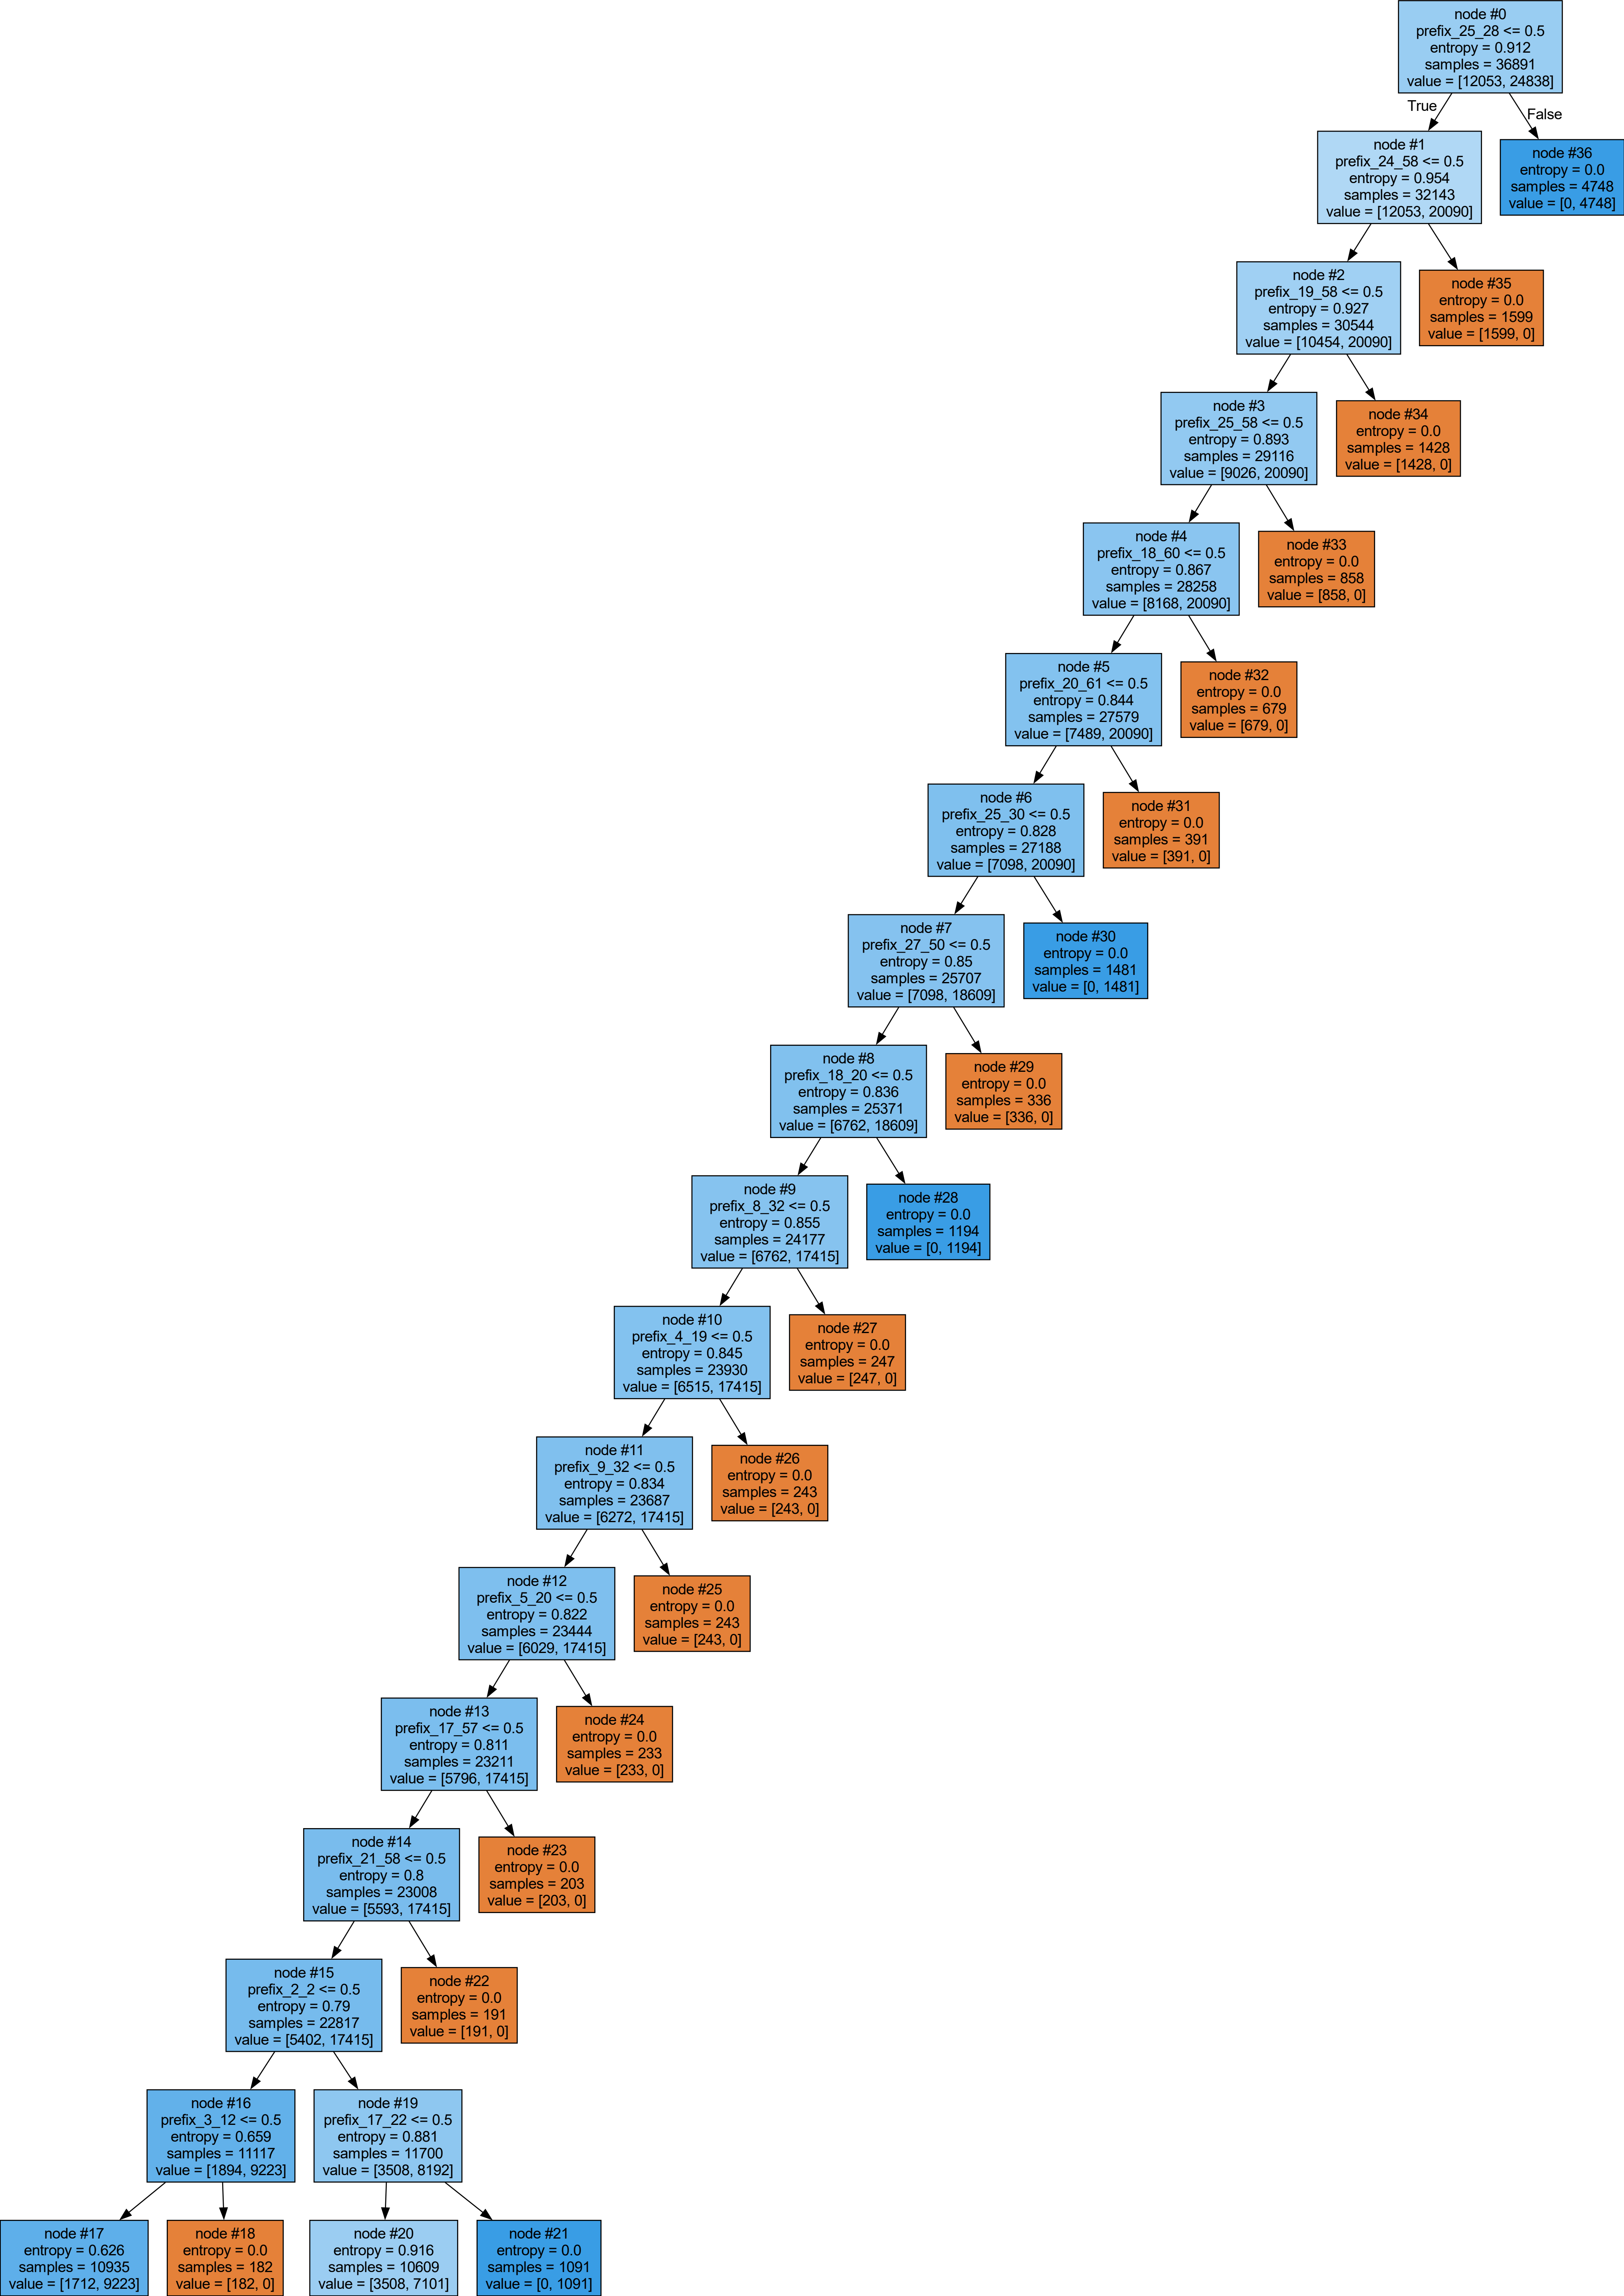 node #0
prefix_25_28 <= 0.5
entropy = 0.912
samples = 36891
value = [12053, 24838]
True
False
node #1
prefix_24_58 <= 0.5
entropy = 0.954
samples = 32143
value = [12053, 20090]
node #36
entropy = 0.0
samples = 4748
value = [0, 4748]
node #2
prefix_19_58 <= 0.5
entropy = 0.927
samples = 30544
value = [10454, 20090]
node #35
entropy = 0.0
samples = 1599
value = [1599, 0]
node #3
prefix_25_58 <= 0.5
entropy = 0.893
samples = 29116
value = [9026, 20090]
node #34
entropy = 0.0
samples = 1428
value = [1428, 0]
node #4
prefix_18_60 <= 0.5
entropy = 0.867
samples = 28258
value = [8168, 20090]
node #33
entropy = 0.0
samples = 858
value = [858, 0]
node #5
prefix_20_61 <= 0.5
entropy = 0.844
samples = 27579
value = [7489, 20090]
node #32
entropy = 0.0
samples = 679
value = [679, 0]
node #6
prefix_25_30 <= 0.5
entropy = 0.828
samples = 27188
value = [7098, 20090]
node #31
entropy = 0.0
samples = 391
value = [391, 0]
node #7
prefix_27_50 <= 0.5
entropy = 0.85
samples = 25707
value = [7098, 18609]
node #30
entropy = 0.0
samples = 1481
value = [0, 1481]
node #8
prefix_18_20 <= 0.5
entropy = 0.836
samples = 25371
value = [6762, 18609]
node #29
entropy = 0.0
samples = 336
value = [336, 0]
node #9
prefix_8_32 <= 0.5
entropy = 0.855
samples = 24177
value = [6762, 17415]
node #28
entropy = 0.0
samples = 1194
value = [0, 1194]
node #10
prefix_4_19 <= 0.5
entropy = 0.845
samples = 23930
value = [6515, 17415]
node #27
entropy = 0.0
samples = 247
value = [247, 0]
node #11
prefix_9_32 <= 0.5
entropy = 0.834
samples = 23687
value = [6272, 17415]
node #26
entropy = 0.0
samples = 243
value = [243, 0]
node #12
prefix_5_20 <= 0.5
entropy = 0.822
samples = 23444
value = [6029, 17415]
node #25
entropy = 0.0
samples = 243
value = [243, 0]
node #13
prefix_17_57 <= 0.5
entropy = 0.811
samples = 23211
value = [5796, 17415]
node #24
entropy = 0.0
samples = 233
value = [233, 0]
node #14
prefix_21_58 <= 0.5
entropy = 0.8
samples = 23008
value = [5593, 17415]
node #23
entropy = 0.0
samples = 203
value = [203, 0]
node #15
prefix_2_2 <= 0.5
entropy = 0.79
samples = 22817
value = [5402, 17415]
node #22
entropy = 0.0
samples = 191
value = [191, 0]
node #16
prefix_3_12 <= 0.5
entropy = 0.659
samples = 11117
value = [1894, 9223]
node #19
prefix_17_22 <= 0.5
entropy = 0.881
samples = 11700
value = [3508, 8192]
node #17
entropy = 0.626
samples = 10935
value = [1712, 9223]
node #18
entropy = 0.0
samples = 182
value = [182, 0]
node #20
entropy = 0.916
samples = 10609
value = [3508, 7101]
node #21
entropy = 0.0
samples = 1091
value = [0, 1091]